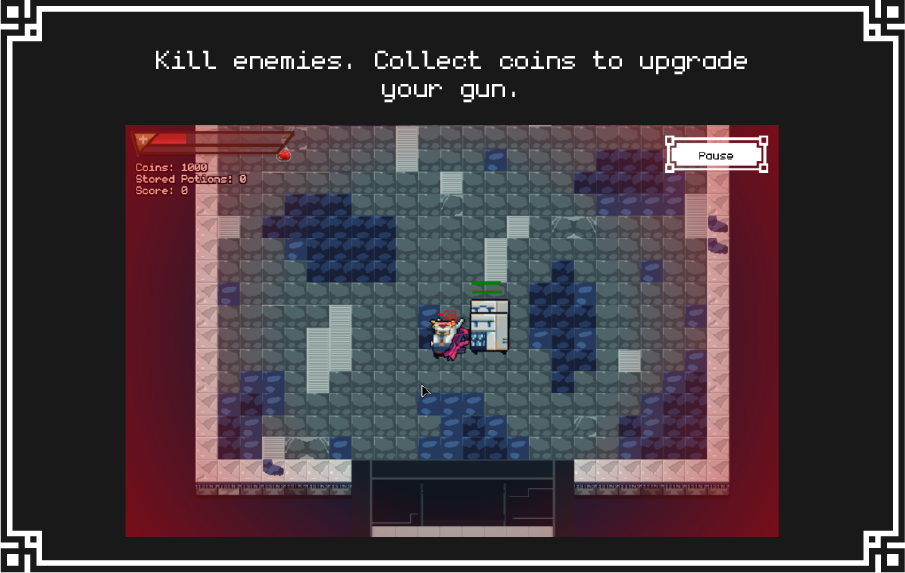 Kill enemies. Collect coins to upgrade
your gun.
Pause
Coins: 1000
Stored Potions: 0
Score: 0